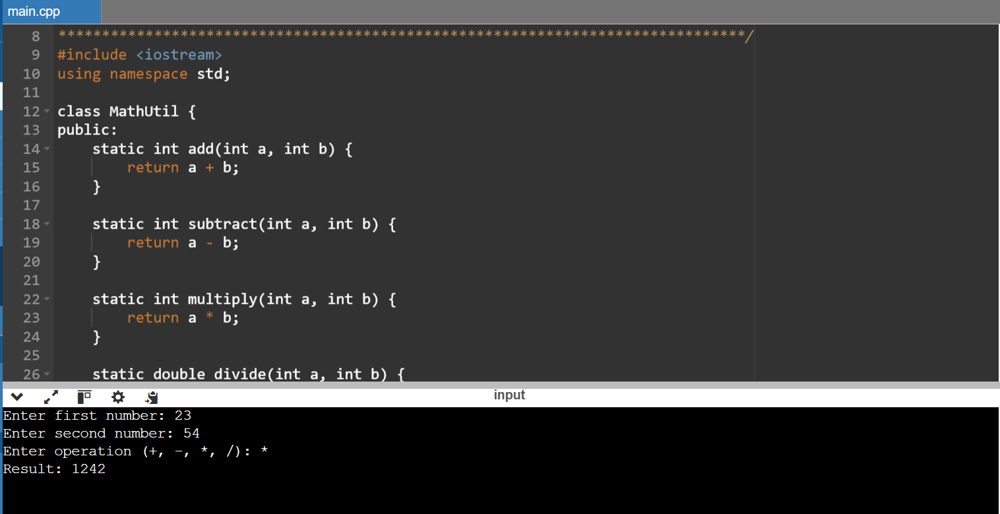 main.cpp
8 ********************************************************************************/
9 #include <iostream>
10 using namespace std;
11
12 class MathUtil {
13 public:
14     static int add(int a, int b) {
15         return a + b;
16     }
17
18     static int subtract(int a, int b) {
19         return a - b;
20     }
21
22     static int multiply(int a, int b) {
23         return a * b;
24     }
25
26     static double divide(int a, int b) {
input
Enter first number: 23
Enter second number: 54
Enter operation (+, -, *, /): *
Result: 1242